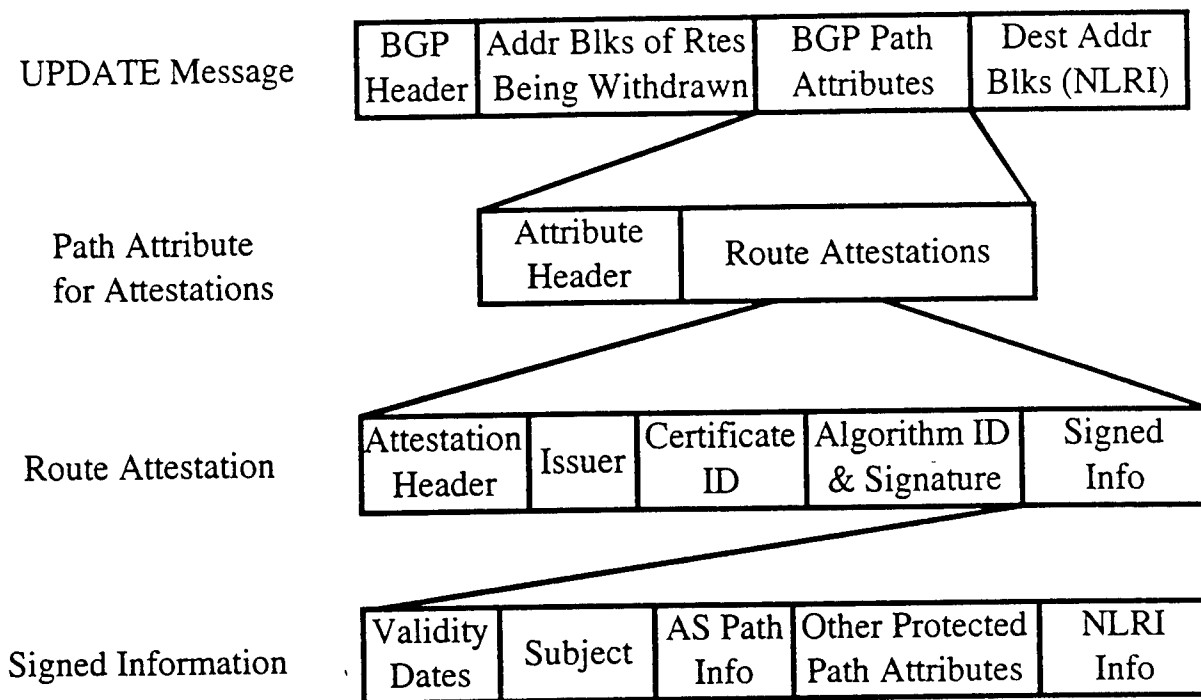 UPDATE Message
BGP
Header
Addr Blks of Rtes
Being Withdrawn
BGP Path
Attributes
Dest Addr
Blks (NLRI)
Path Attribute
for Attestations
Attribute
Header
Route Attestations
Route Attestation
Attestation
Header
Issuer
Certificate
ID
Algorithm ID
& Signature
Signed
Info
Signed Information
Validity
Dates
Subject
AS Path
Info
Other Protected
Path Attributes
NLRI
Info